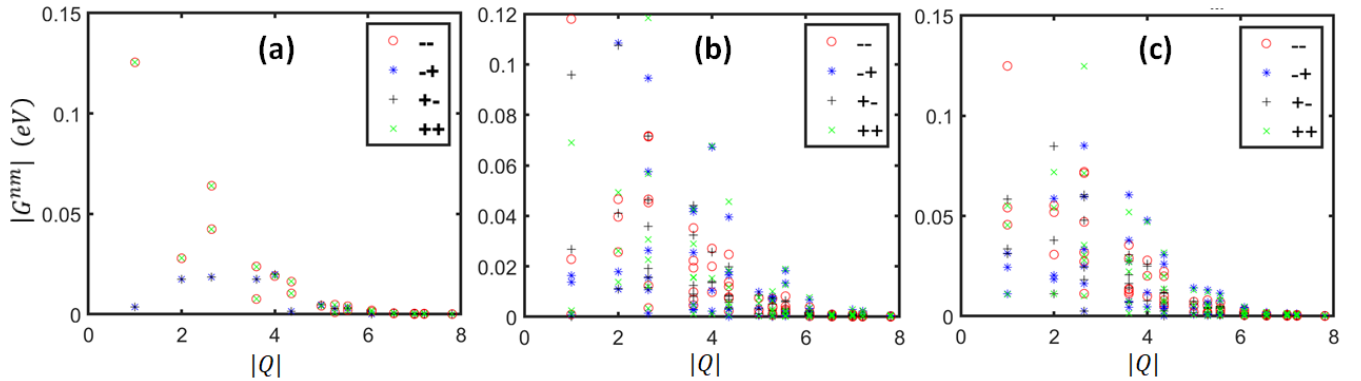 (a)
--
-+
+-
++
0.15
0.1
0.05
0
0 2 4 6 8
|G^{nm}| (eV)
|Q|
(b)
--
-+
+-
++
0.12
0.1
0.08
0.06
0.04
0.02
0
0 2 4 6 8
|Q|
...
(c)
--
-+
+-
++
0.15
0.1
0.05
0
0 2 4 6 8
|Q|